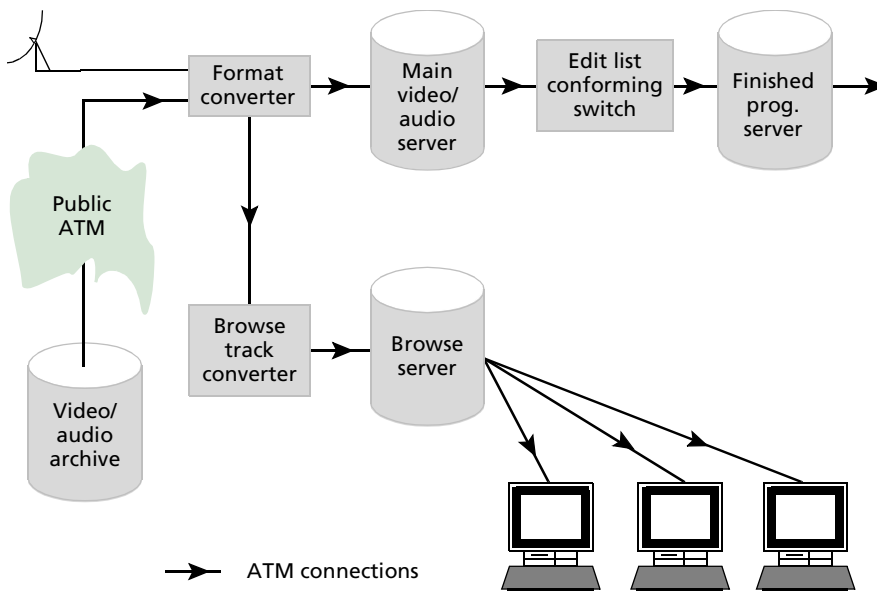 Format
converter
Main
video/
audio
server
Edit list
conforming
switch
Finished
prog.
server
Public
ATM
Browse
track
converter
Browse
server
Video/
audio
archive
ATM connections